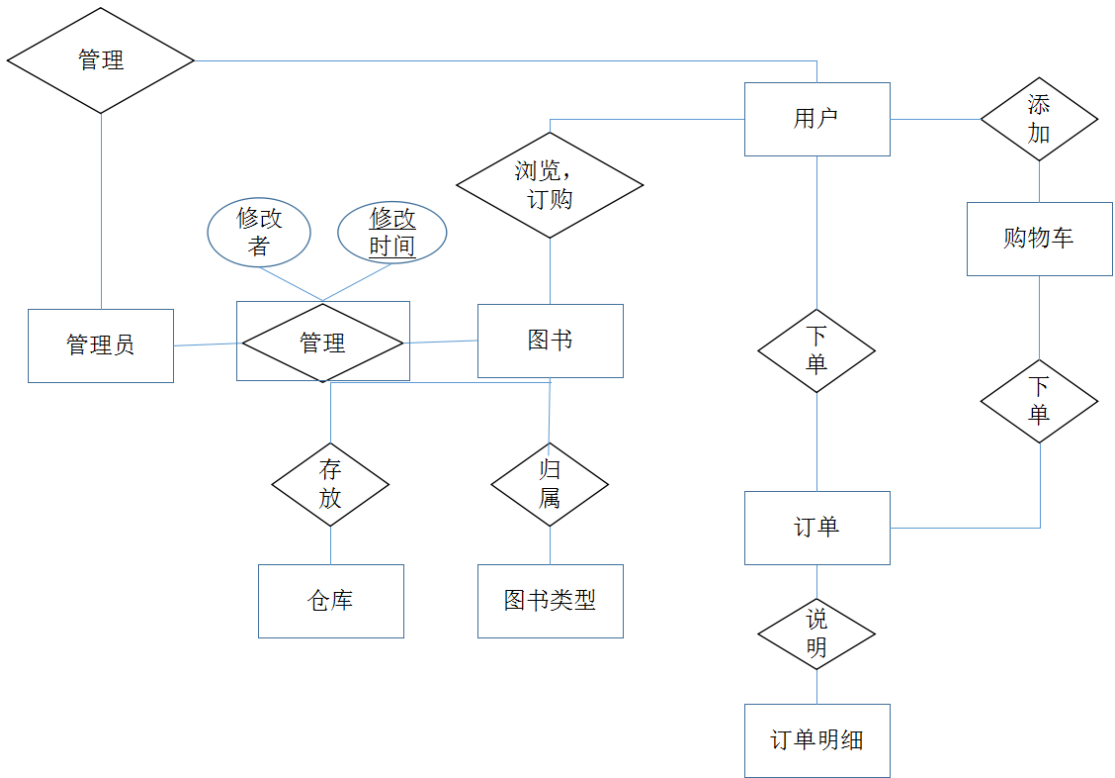 管理
用户
添
加
浏览，
订购
修改
者
修改
时间
购物车
管理员
管理
图书
下
单
下
单
存
放
归
属
订单
仓库
图书类型
说
明
订单明细